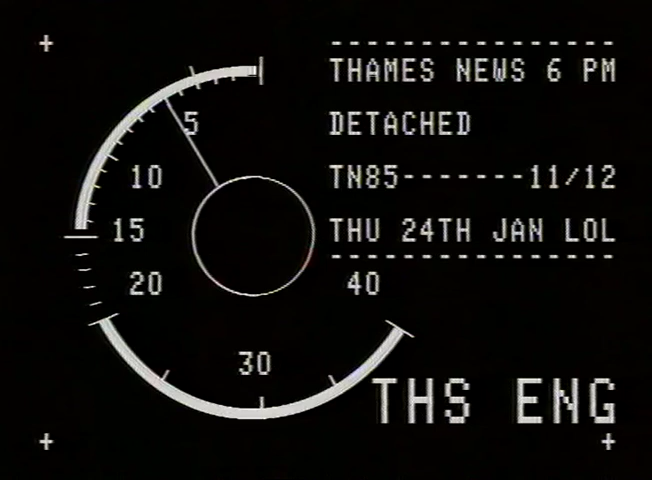 ----------------
THAMES NEWS 6 PM
DETACHED
TN85-------11/12
THU 24TH JAN LOL
----------------
5
10
15
20
30
40
THS ENG